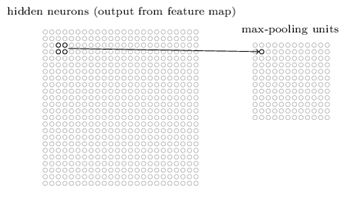 hidden neurons (output from feature map)
max-pooling units